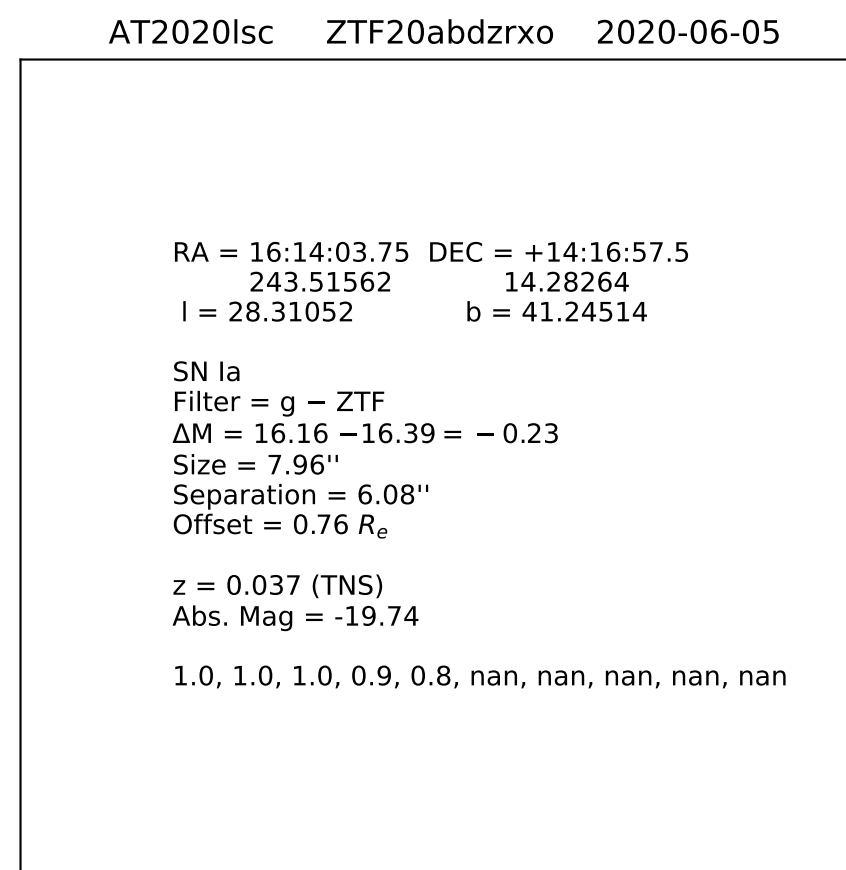 AT2020lsc ZTF20abdzrxo 2020-06-05
RA = 16:14:03.75 DEC = +14:16:57.5
243.51562 14.28264
l = 28.31052 b = 41.24514
SN Ia
Filter = g − ZTF
ΔM = 16.16 −16.39 = − 0.23
Size = 7.96''
Separation = 6.08''
Offset = 0.76 Re
z = 0.037 (TNS)
Abs. Mag = -19.74
1.0, 1.0, 1.0, 0.9, 0.8, nan, nan, nan, nan, nan